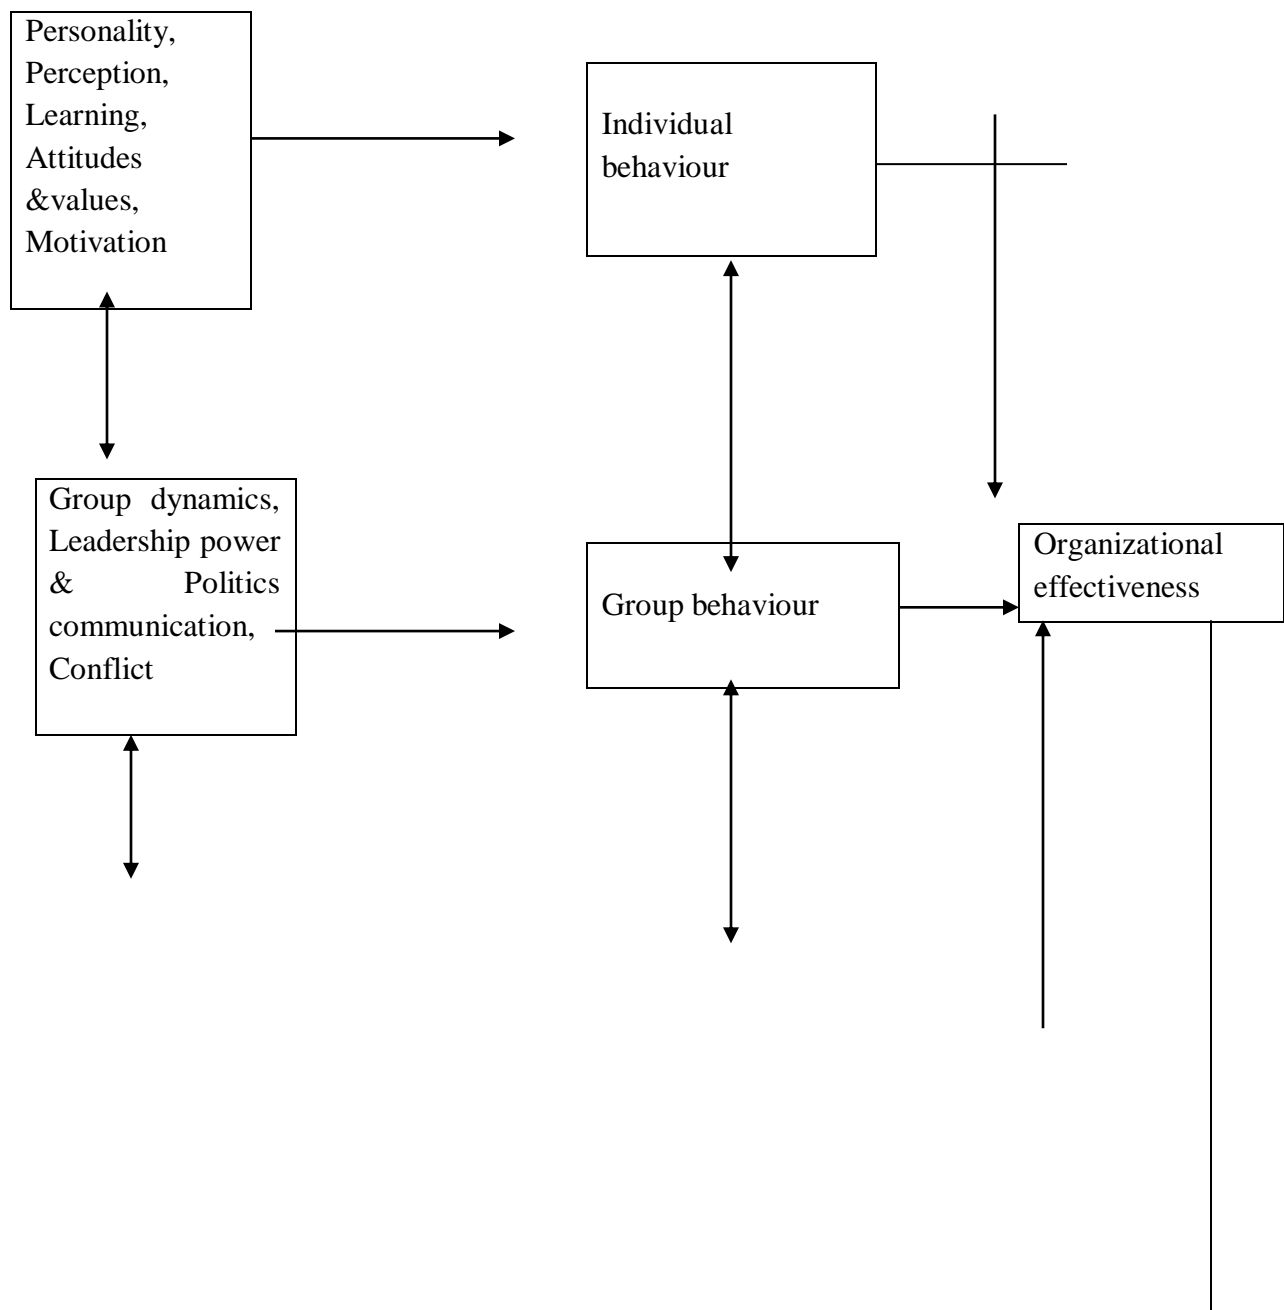 Personality,
Perception,
Learning,
Attitudes
&values,
Motivation
Individual
behaviour
Group dynamics,
Leadership power
& Politics
communication,
Conflict
Group behaviour
Organizational
effectiveness